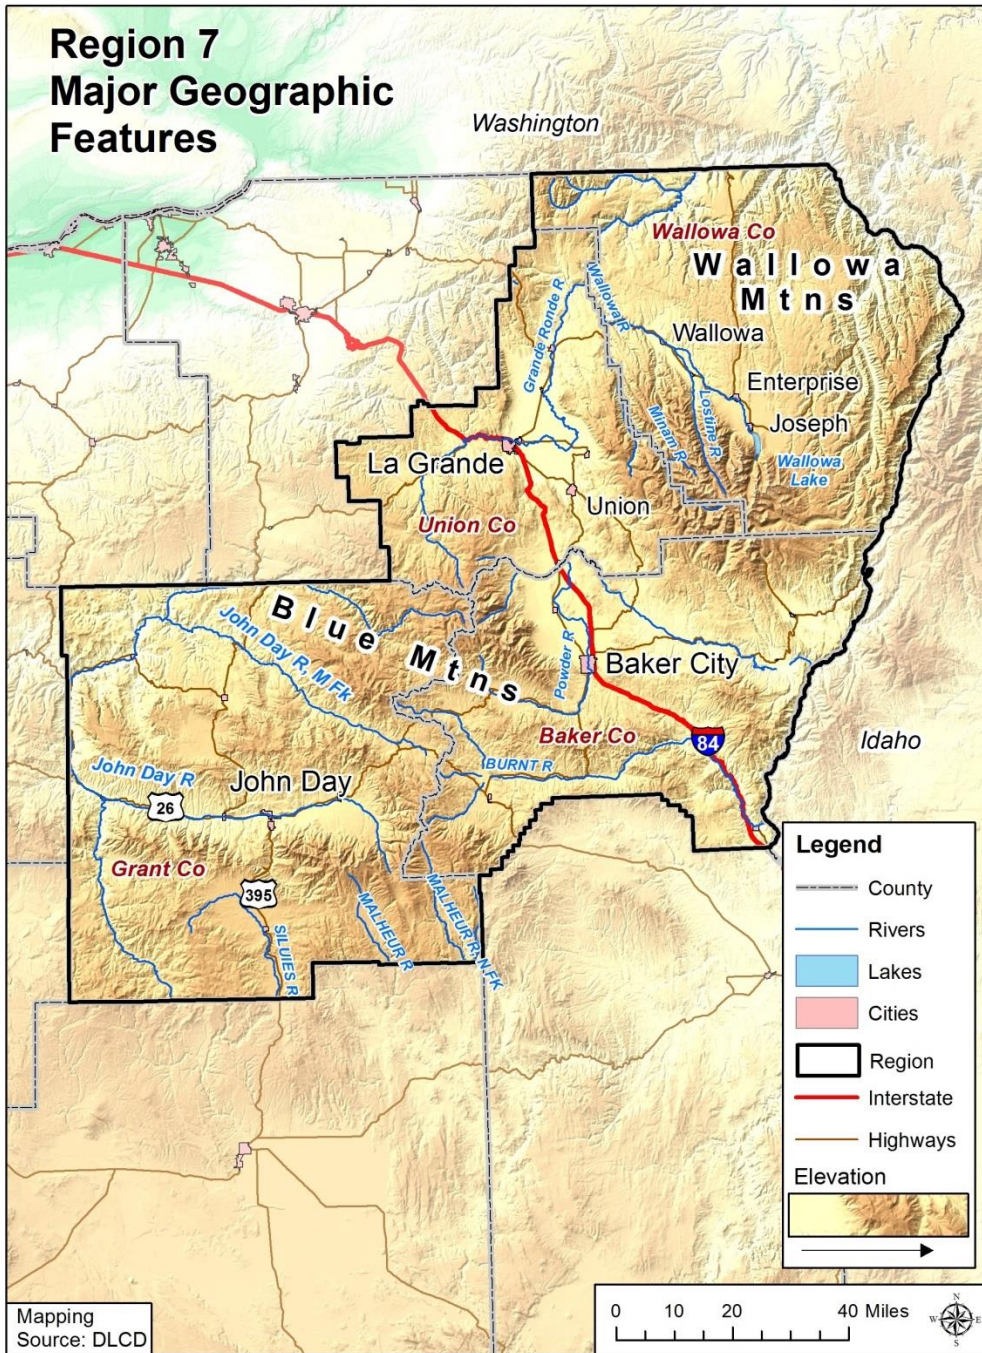 Region 7
Major Geographic
Features
Washington
Wallowa Co
Wallowa
Mtns
Grande Ronde R
Wallowa R
Wallowa
Enterprise
Joseph
Lostine R
Minam R
Wallowa
Lake
La Grande
Union
Union Co
Blue Mtns
John Day R, M Fk
Powder R
Baker City
Baker Co
84
Idaho
BURNT R
John Day R
26
John Day
Grant Co
395
SILUIES R
MALHEUR R
MALHEUR R, N FK
Legend
County
Rivers
Lakes
Cities
Region
Interstate
Highways
Elevation
Mapping
Source: DLCD
0 10 20 40 Miles
N
W E
S